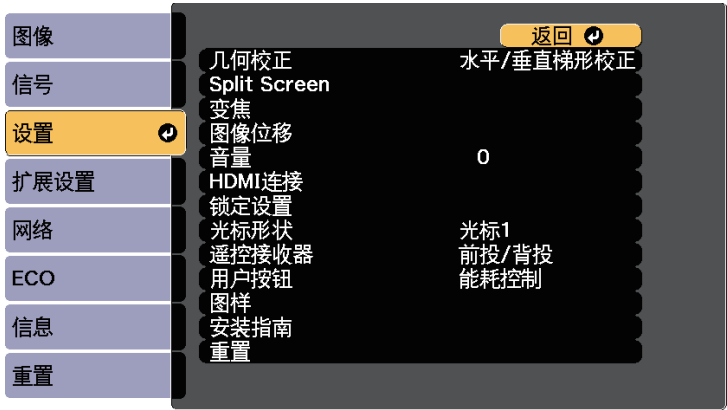 图像
信号
设置
扩展设置
网络
ECO
信息
重置
返回
几何校正 水平/垂直梯形校正
Split Screen
变焦
图像位移
音量 0
HDMI连接
锁定设置
光标形状 光标1
遥控接收器 前投/背投
用户按钮 能耗控制
图样
安装指南
重置